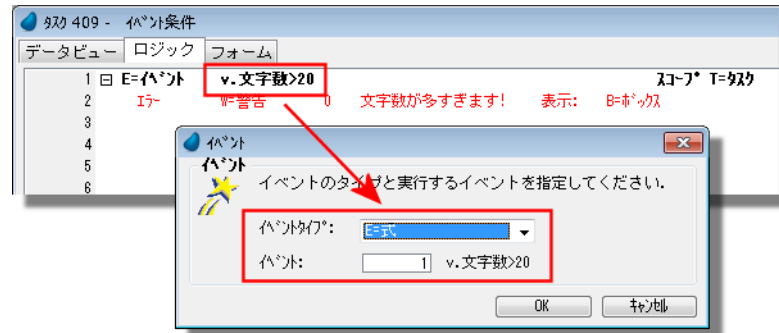 ﾀｽｸ 409 - ｲﾍﾞﾝﾄ条件
データビュー ロジック フォーム
1 E=ｲﾍﾞﾝﾄ v.文字数>20 ｽｺｰﾌﾟ T=ﾀｽｸ
2 ｴﾗｰ W=警告 0 文字数が多すぎます! 表示: B=ﾎﾞｯｸｽ
3
4
5
6
ｲﾍﾞﾝﾄ
ｲﾍﾞﾝﾄ
イベントのタイプと実行するイベントを指定してください.
ｲﾍﾞﾝﾄﾀｲﾌﾟ: E=式
ｲﾍﾞﾝﾄ: 1 v.文字数>20
OK ｷｬﾝｾﾙ